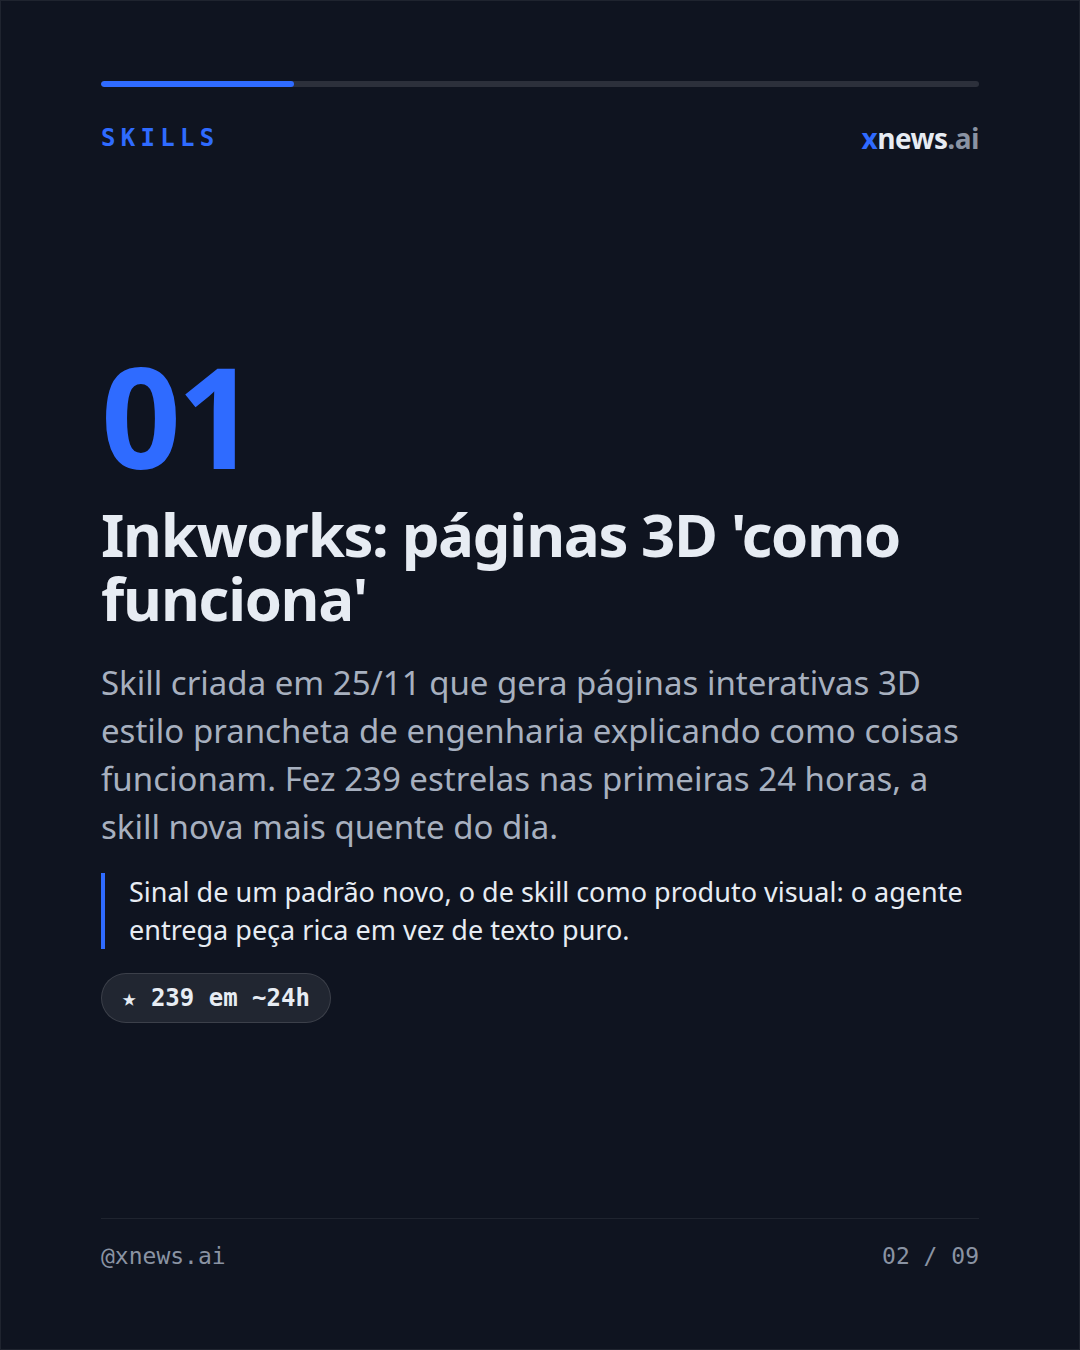 SKILLS
xnews.ai
01
Inkworks: páginas 3D 'como
funciona'
Skill criada em 25/11 que gera páginas interativas 3D
estilo prancheta de engenharia explicando como coisas
funcionam. Fez 239 estrelas nas primeiras 24 horas, a
skill nova mais quente do dia.
Sinal de um padrão novo, o de skill como produto visual: o agente
entrega peça rica em vez de texto puro.
★ 239 em ~24h
@xnews.ai
02 / 09